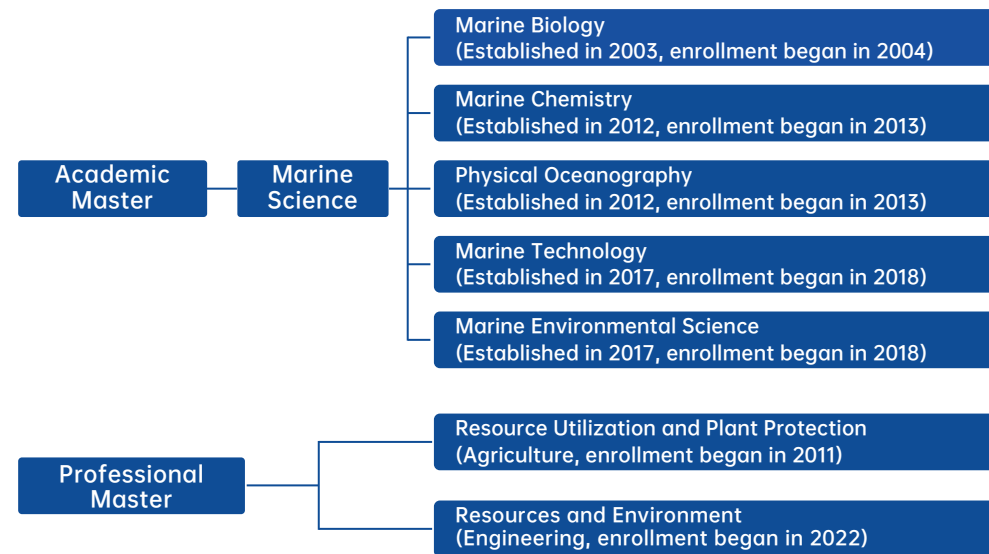 Academic
Master
Marine
Science
Marine Biology
(Established in 2003, enrollment began in 2004)
Marine Chemistry
(Established in 2012, enrollment began in 2013)
Physical Oceanography
(Established in 2012, enrollment began in 2013)
Marine Technology
(Established in 2017, enrollment began in 2018)
Marine Environmental Science
(Established in 2017, enrollment began in 2018)
Professional
Master
Resource Utilization and Plant Protection
(Agriculture, enrollment began in 2011)
Resources and Environment
(Engineering, enrollment began in 2022)